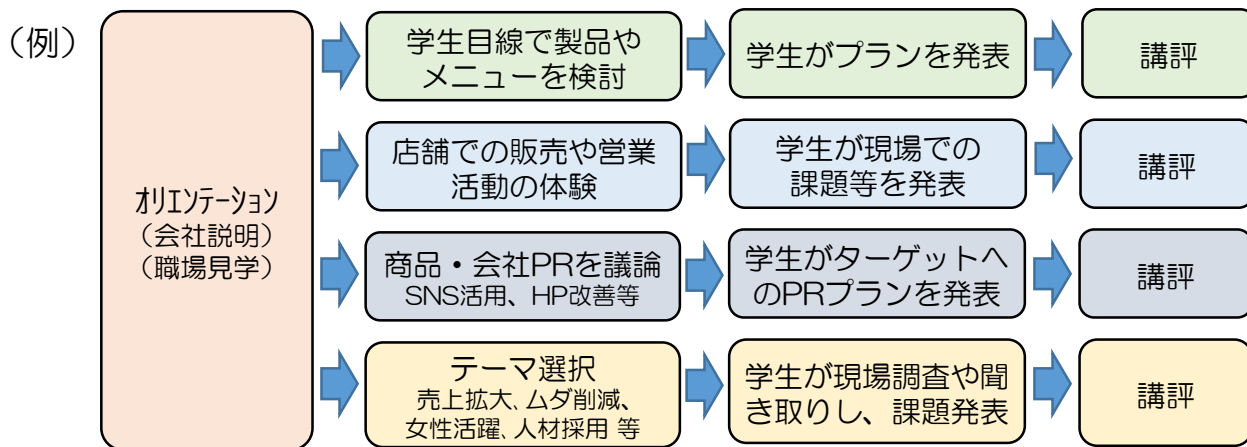 （例）
オリエンテーション
（会社説明）
（職場見学）
学生目線で製品や
メニューを検討
学生がプランを発表
講評
店舗での販売や営業
活動の体験
学生が現場での
課題等を発表
講評
商品・会社PRを議論
SNS活用、HP改善等
学生がターゲットへ
のPRプランを発表
講評
テーマ選択
売上拡大、ムダ削減、
女性活躍、人材採用 等
学生が現場調査や聞
き取りし、課題発表
講評